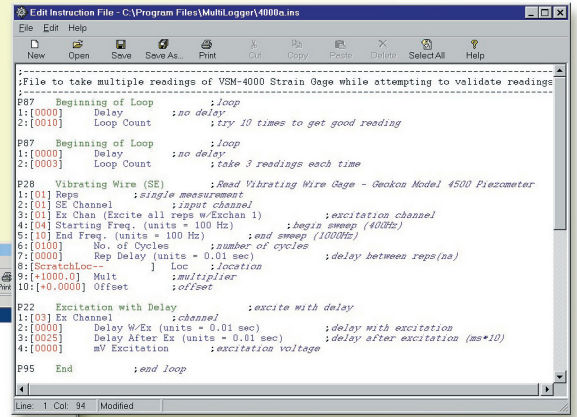 Edit Instruction File - C:\Program Files\MultiLogger\4000a.ins
File Edit Help
New Open Save Save As... Print Cut Copy Paste Delete Select All Help
;File to take multiple readings of VSM-4000 Strain Gage while attempting to validate readings
P87 Beginning of Loop ;loop
1:[0000] Delay ;no delay
2:[0010] Loop Count ;try 10 times to get good reading
P87 Beginning of Loop ;loop
1:[0000] Delay ;no delay
2:[0003] Loop Count ;take 3 readings each time
P28 Vibrating Wire (SE) ;Read Vibrating Wire Gage - Geokon Model 4500 Piezometer
1:[01] Reps ;single measurement
2:[01] SE Channel ;input channel
3:[01] Ex Chan (Excite all reps w/Exchan 1) ;excitation channel
4:[04] Starting Freq. (units = 100 Hz) ;begin sweep (400Hz)
5:[10] End Freq. (units = 100 Hz) ;end sweep (1000Hz)
6:[0100] No. of Cycles ;number of cycles
7:[0000] Rep Delay (units = 0.01 sec) ;delay between reps(na)
8:[ScratchLoc-- ] Loc ;location
9:[+1000.0] Mult ;multiplier
10:[+0.0000] Offset ;offset
P22 Excitation with Delay ;excite with delay
1:[03] Ex Channel ;channel
2:[0000] Delay W/Ex (units = 0.01 sec) ;delay with excitation
3:[0025] Delay After Ex (units = 0.01 sec) ;delay after excitation (ms*10)
4:[0000] mV Excitation ;excitation voltage
P95 End ;end loop
Line: 1 Col: 94 Modified
Print